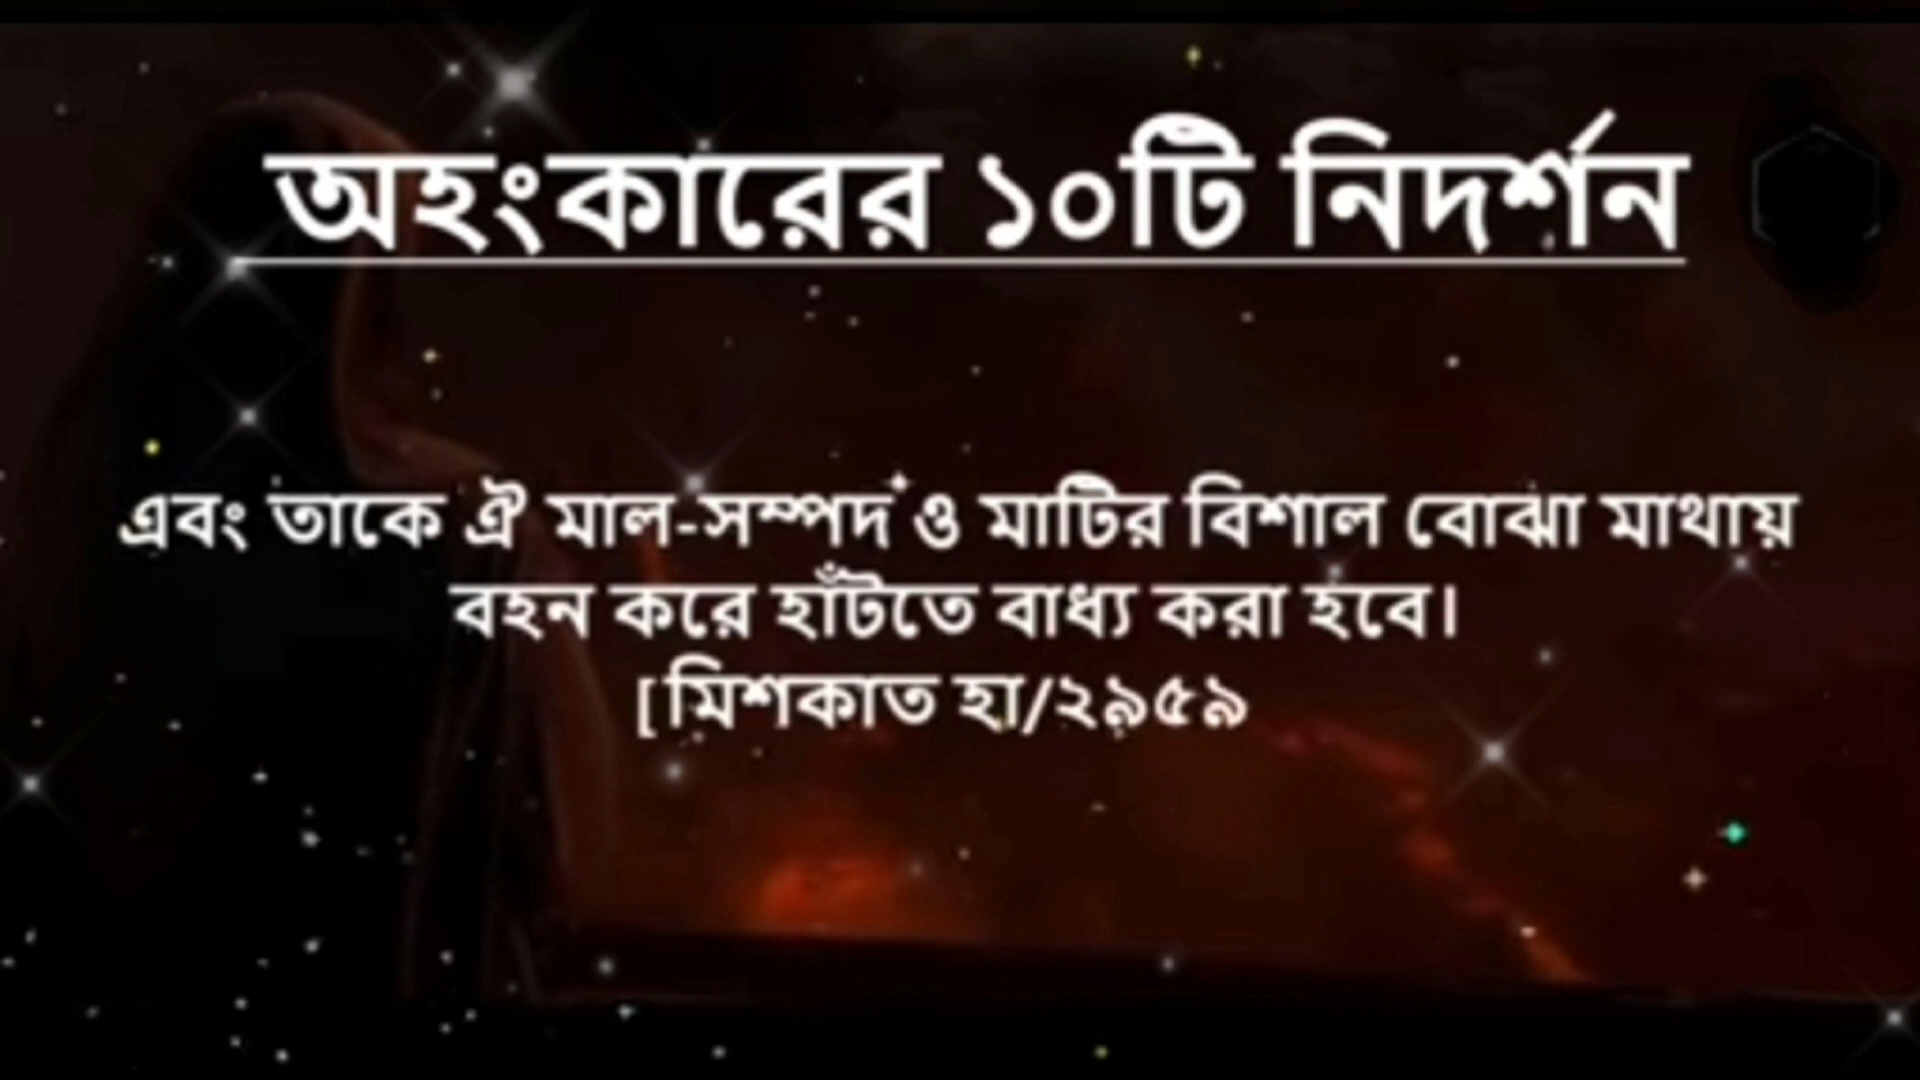 অহংকারের ১০টি নিদর্শন
এবং তাকে ঐ মাল-সম্পদ ও মাটির বিশাল বোঝা মাথায়
বহন করে হাঁটতে বাধ্য করা হবে।
[মিশকাত হা/২৯৫৯